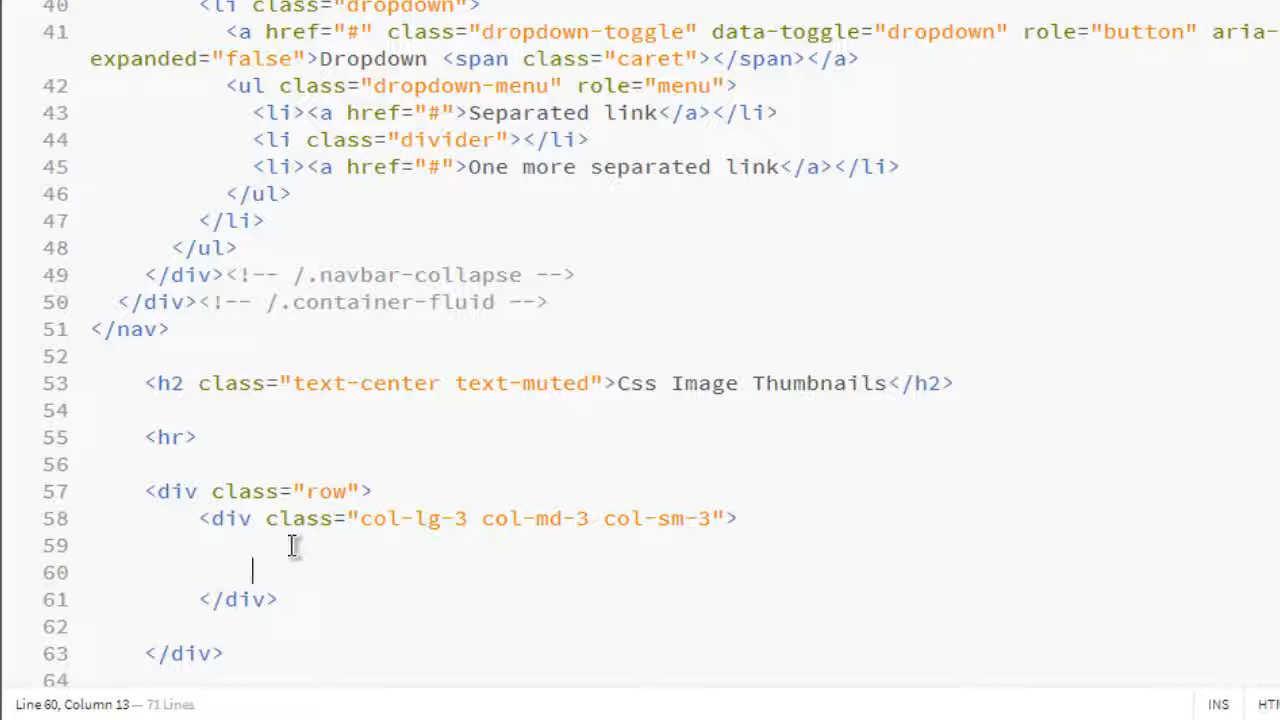 40 <li class="dropdown">
41 <a href="#" class="dropdown-toggle" data-toggle="dropdown" role="button" aria-
expanded="false">Dropdown <span class="caret"></span></a>
42 <ul class="dropdown-menu" role="menu">
43 <li><a href="#">Separated link</a></li>
44 <li class="divider"></li>
45 <li><a href="#">One more separated link</a></li>
46 </ul>
47 </li>
48 </ul>
49 </div><!-- /.navbar-collapse -->
50 </div><!-- /.container-fluid -->
51 </nav>
52
53 <h2 class="text-center text-muted">Css Image Thumbnails</h2>
54
55 <hr>
56
57 <div class="row">
58 <div class="col-lg-3 col-md-3 col-sm-3">
59
60
61 </div>
62
63 </div>
64
Line 60, Column 13 — 71 Lines INS